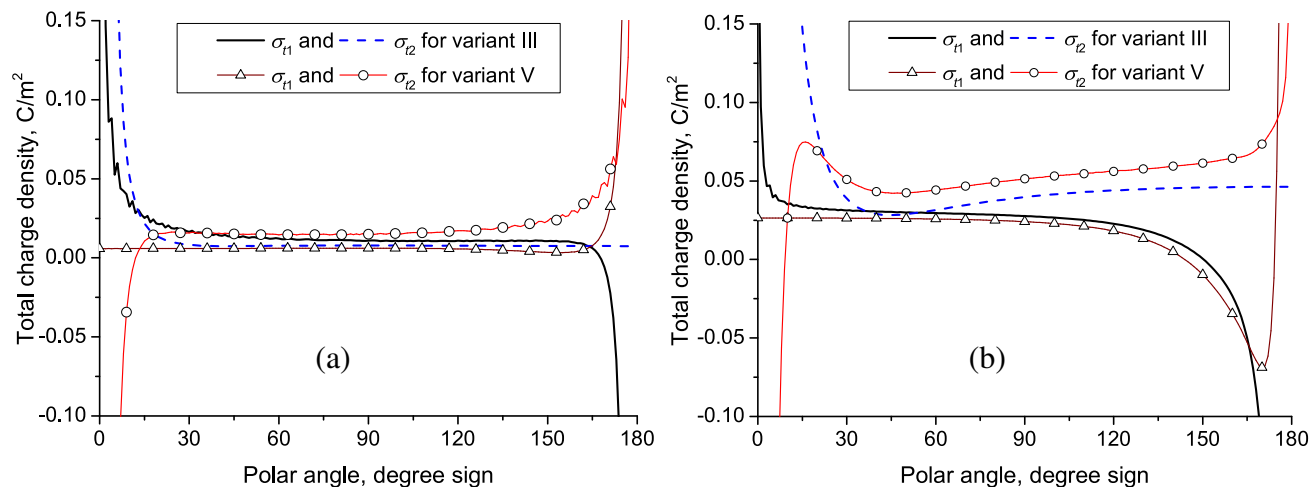 0.15
0.10
0.05
0.00
-0.05
-0.10
Total charge density, C/m²
σt1 and σt2 for variant III
σt1 and σt2 for variant V
(a)
0 30 60 90 120 150 180
Polar angle, degree sign
0.15
0.10
0.05
0.00
-0.05
-0.10
Total charge density, C/m²
σt1 and σt2 for variant III
σt1 and σt2 for variant V
(b)
0 30 60 90 120 150 180
Polar angle, degree sign